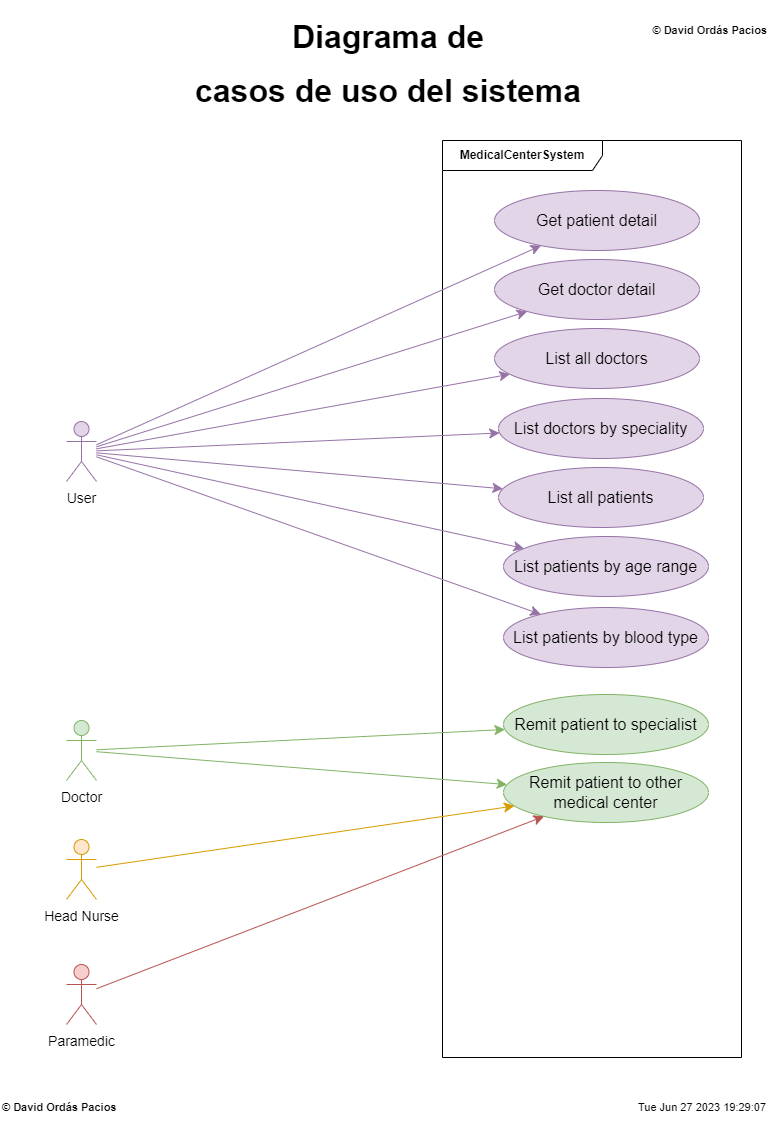 Diagrama de
casos de uso del sistema
© David Ordás Pacios
MedicalCenterSystem
Get patient detail
Get doctor detail
List all doctors
List doctors by speciality
List all patients
List patients by age range
List patients by blood type
User
Remit patient to specialist
Remit patient to other
medical center
Doctor
Head Nurse
Paramedic
© David Ordás Pacios
Tue Jun 27 2023 19:29:07